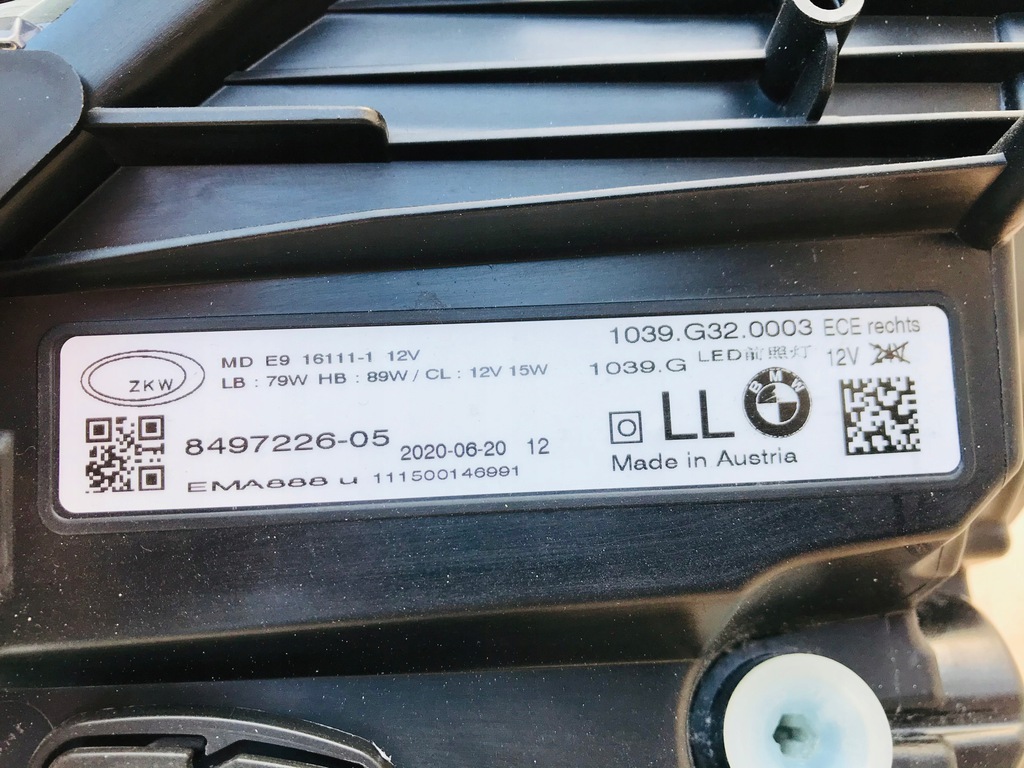 ZKW
MD E9 16111-1 12V
LB : 79W HB : 89W / CL : 12V 15W
8497226-05 2020-06-20 12
EMA888 u 111500146991
1039.G32.0003 ECE rechts
1039.G LED前照灯 12V 24V
LL BMW
Made in Austria